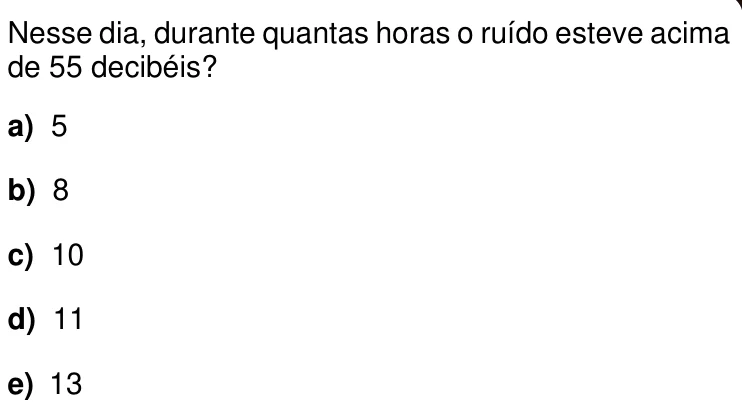 Nesse dia, durante quantas horas o ruído esteve acima
de 55 decibéis?
a) 5
b) 8
c) 10
d) 11
e) 13